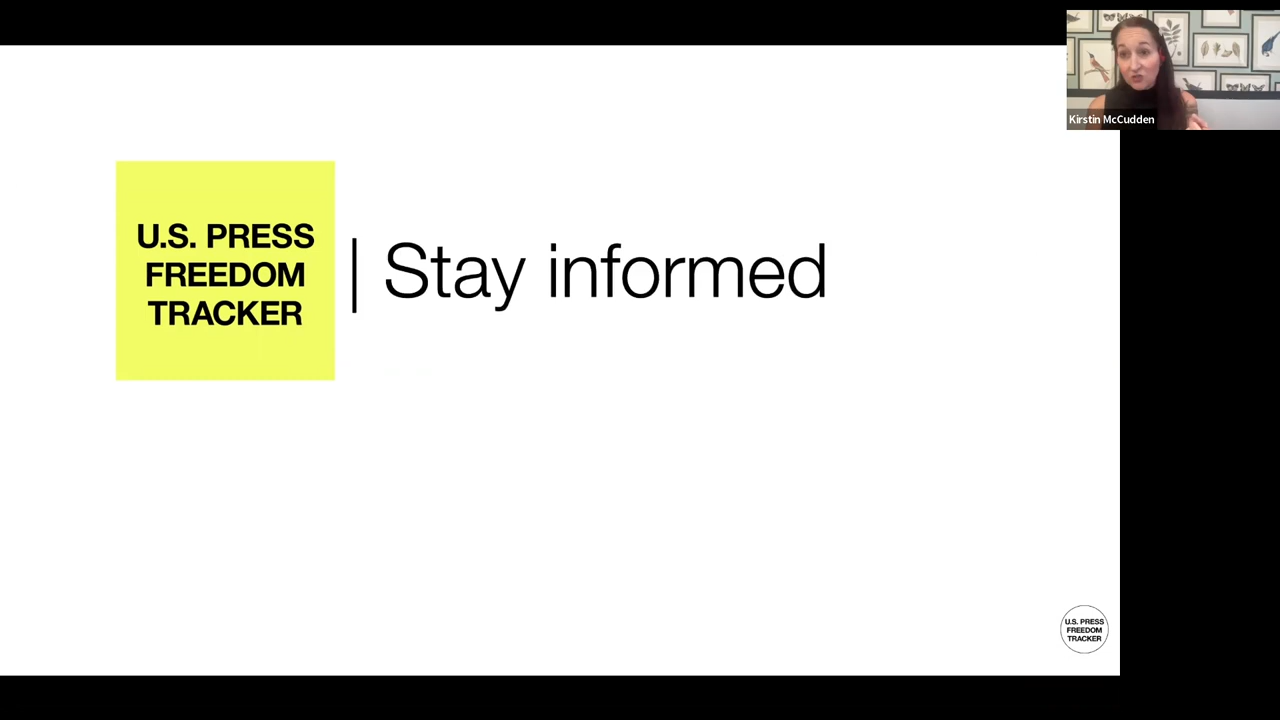 Kirstin McCudden
U.S. PRESS
FREEDOM
TRACKER
Stay informed
U.S. PRESS
FREEDOM
TRACKER